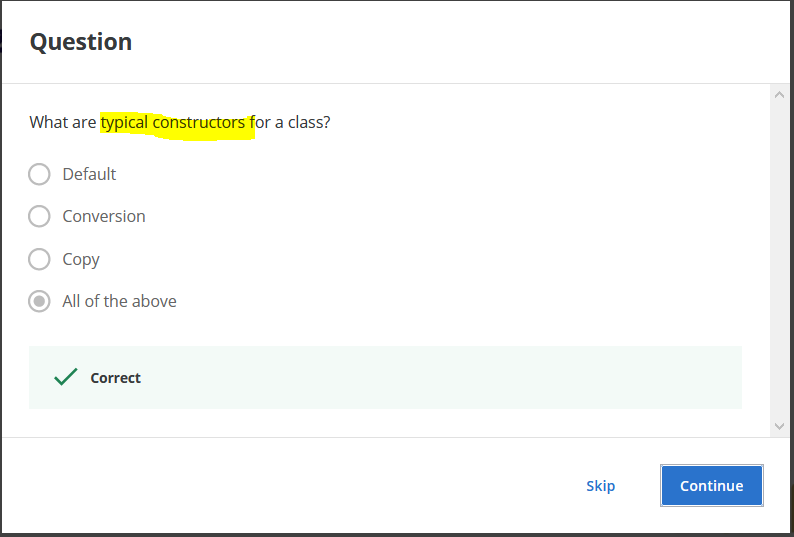 Question
What are typical constructors for a class?
Default
Conversion
Copy
All of the above
Correct
Skip
Continue